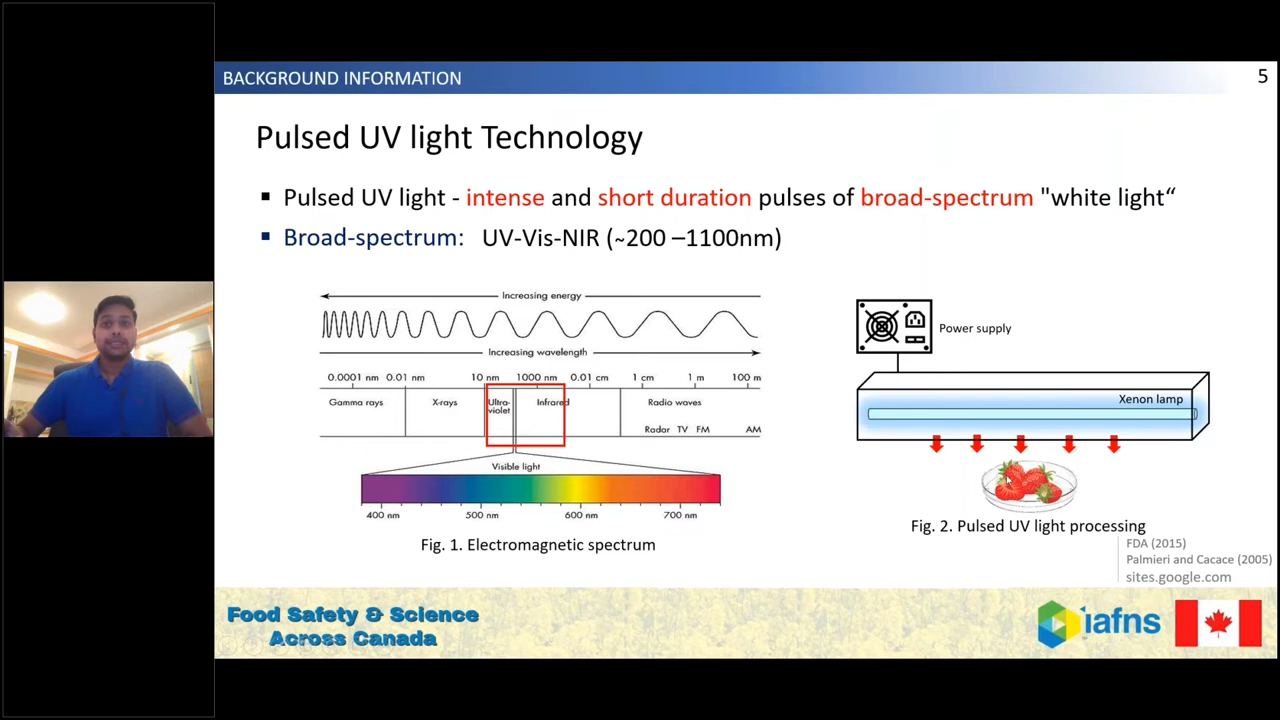 BACKGROUND INFORMATION
5
Pulsed UV light Technology
▪ Pulsed UV light - intense and short duration pulses of broad-spectrum "white light“
▪ Broad-spectrum: UV-Vis-NIR (~200 –1100nm)
Increasing energy
Increasing wavelength
0.0001 nm 0.01 nm 10 nm 1000 nm 0.01 cm 1 cm 1 m 100 m
Gamma rays X-rays Ultra-
violet Infrared Radio waves
Radar TV FM AM
Visible light
400 nm 500 nm 600 nm 700 nm
Fig. 1. Electromagnetic spectrum
Power supply
Xenon lamp
Fig. 2. Pulsed UV light processing
FDA (2015)
Palmieri and Cacace (2005)
sites.google.com
Food Safety & Science
Across Canada
iafns